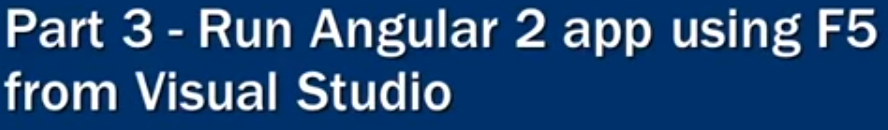 Part 3 - Run Angular 2 app using F5
from Visual Studio